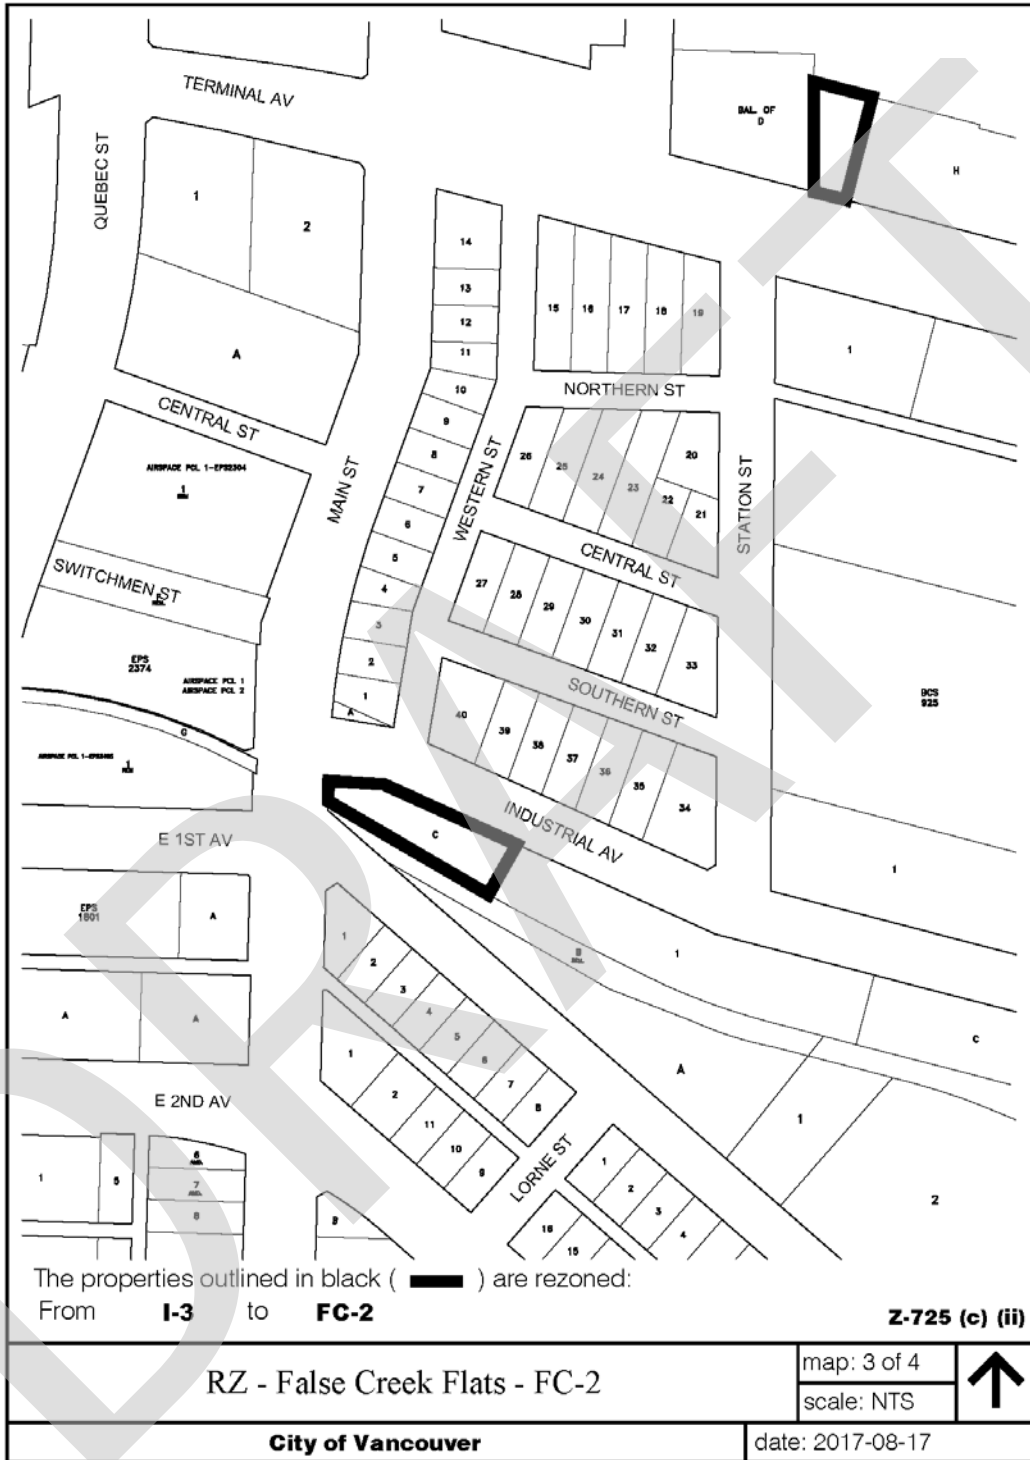 TERMINAL AV
BAL. OF
D
QUEBEC ST
H
1
2
14
13
15 16 17 18 19
12
1
A
11
10
NORTHERN ST
CENTRAL ST
9
8
26 25 24 23 20
22
21
AIRSPACE PCL 1-EPS2304
1
REM
MAIN ST
WESTERN ST
STATION ST
7
6
5
CENTRAL ST
SWITCHMEN ST
4
27 28 29 30 31 32 33
3
EPS
2374
2
AIRSPACE PCL 1
AIRSPACE PCL 2
1
A
SOUTHERN ST
BCS
925
40 39 38 37 36 35 34
G
1
REM
INDUSTRIAL AV
C
E 1ST AV
1
EPS
1801
A
1
B
1
2
3
4
5
6
7
8
A
A
C
A
1
1
2
11
10
9
E 2ND AV
LORNE ST
1
5
6
AMD.
7
AMD.
8
B
1
2
3
4
16
15
2
The properties outlined in black ( ) are rezoned:
From I-3 to FC-2
Z-725 (c) (ii)
RZ - False Creek Flats - FC-2
map: 3 of 4
scale: NTS
City of Vancouver
date: 2017-08-17
DRAFT